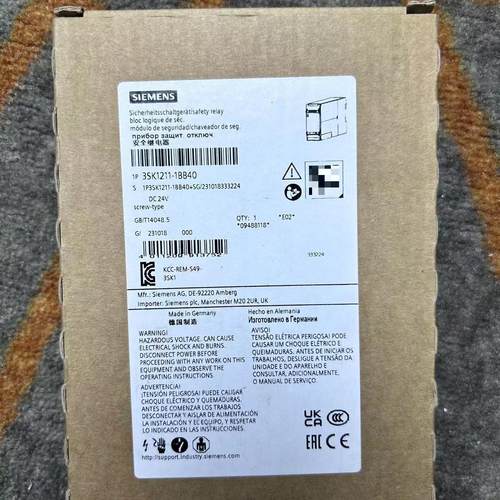 SIEMENS
Sicherheitsschaltgerät/safety relay
bloc logique de séc.
módulo de seguridad/chaveador de seg.
прибор защит. отключ
安全继电器
1P 3SK1211-1BB40
S 1P3SK1211-1BB40+SG/231018333224
DC 24V
screw-type
GB/T14048.5
QTY: 1 "E02"
*09488118*
G/ 231018 000
333224
KCC-REM-S49-
3SK1
Mfr.: Siemens AG, DE-92220 Amberg
Importer: Siemens plc, Manchester M20 2UR, UK
Made in Germany
德国制造
Hecho en Alemania
Изготовлено в Германии
WARNING!
HAZARDOUS VOLTAGE. CAN CAUSE
ELECTRICAL SHOCK AND BURNS.
DISCONNECT POWER BEFORE
PROCEEDING WITH ANY WORK ON THIS
EQUIPMENT AND OBSERVE THE
OPERATING INSTRUCTIONS
ADVERTENCIA!
¡TENSIÓN PELIGROSA! PUEDE CAUSAR
CHOQUE ELÉCTRICO Y QUEMADURAS.
ANTES DE COMENZAR LOS TRABAJOS,
DESCONECTAR Y AISLAR DE ALIMENTACIÓN
LA INSTALACIÓN Y EL EQUIPO, Y RESPETAR
LO INDICADO EN LAS INSTRUCCIONES.
AVISO!
TENSÃO ELÉTRICA PERIGOSA! PODE
CAUSAR CHOQUE ELÉTRICO E
QUEIMADURAS. ANTES DE INICIAR OS
TRABALHOS, DESLIGUE A TENSÃO DA
UNIDADE E DO APARELHO E
CONSULTAR, ADICIONALMENTE,
O MANUAL DE SERVIÇO.
UK
CA
CCC
EAC CE
http://support.industry.siemens.com